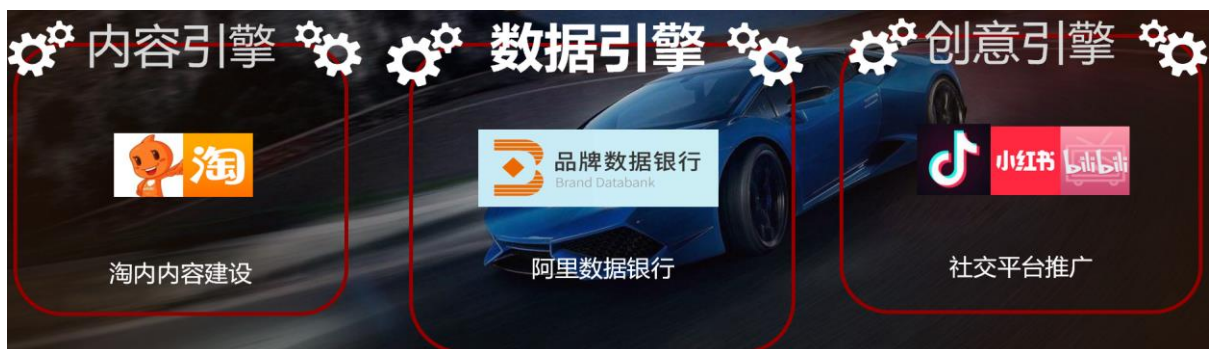 内容引擎
数据引擎
创意引擎
淘
品牌数据银行
Brand Databank
小红书
bilibili
淘内内容建设
阿里数据银行
社交平台推广